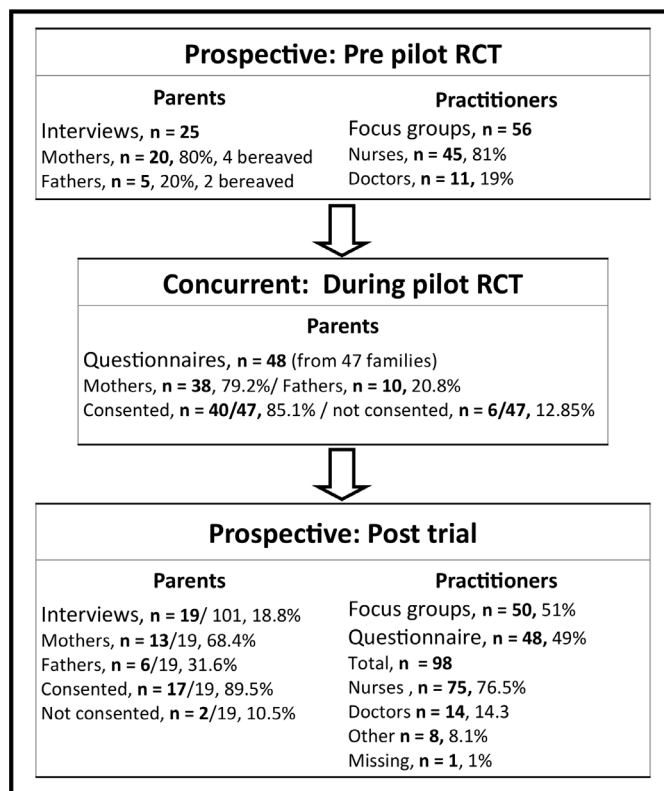 Prospective: Pre pilot RCT
Parents
Interviews, n = 25
Mothers, n = 20, 80%, 4 bereaved
Fathers, n = 5, 20%, 2 bereaved
Practitioners
Focus groups, n = 56
Nurses, n = 45, 81%
Doctors, n = 11, 19%
Concurrent: During pilot RCT
Parents
Questionnaires, n = 48 (from 47 families)
Mothers, n = 38, 79.2%/ Fathers, n = 10, 20.8%
Consented, n = 40/47, 85.1% / not consented, n = 6/47, 12.85%
Prospective: Post trial
Parents
Interviews, n = 19/ 101, 18.8%
Mothers, n = 13/19, 68.4%
Fathers, n = 6/19, 31.6%
Consented, n = 17/19, 89.5%
Not consented, n = 2/19, 10.5%
Practitioners
Focus groups, n = 50, 51%
Questionnaire, n = 48, 49%
Total, n = 98
Nurses , n = 75, 76.5%
Doctors n = 14, 14.3
Other n = 8, 8.1%
Missing, n = 1, 1%